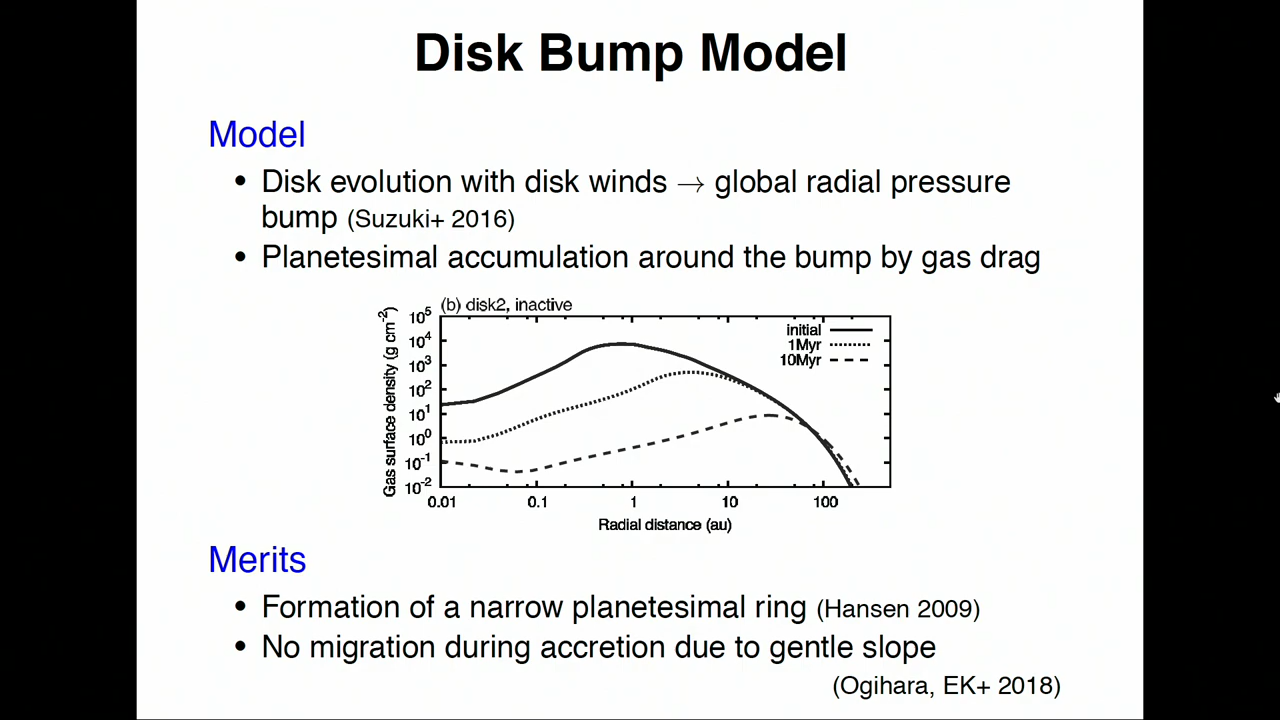 Disk Bump Model
Model
• Disk evolution with disk winds → global radial pressure
bump (Suzuki+ 2016)
• Planetesimal accumulation around the bump by gas drag
(b) disk2, inactive
Gas surface density (g cm⁻²)
10⁵
10⁴
10³
10²
10¹
10⁰
10⁻¹
10⁻²
initial
1Myr
10Myr
0.01 0.1 1 10 100
Radial distance (au)
Merits
• Formation of a narrow planetesimal ring (Hansen 2009)
• No migration during accretion due to gentle slope
(Ogihara, EK+ 2018)